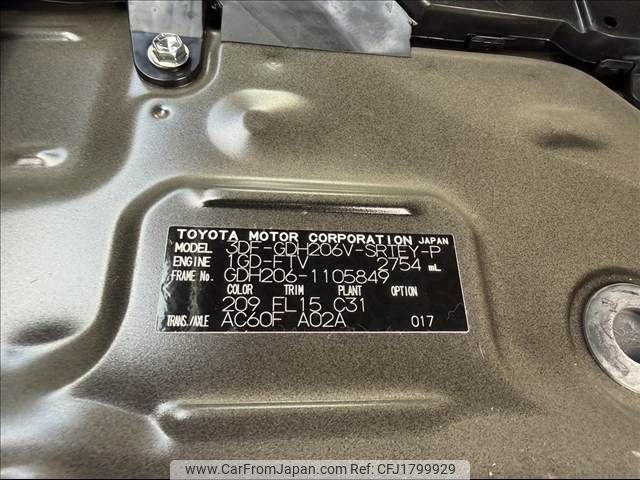 TOYOTA MOTOR CORPORATION JAPAN
MODEL 3DF-GDH206V-SRTEY-P
ENGINE 1GD-FTV 2754 mL
FRAME No. GDH206-1105849
COLOR TRIM PLANT OPTION
209 FL15 C31
TRANS./AXLE AC60F A02A 017
www.CarFromJapan.com Ref No: CFJ1799929